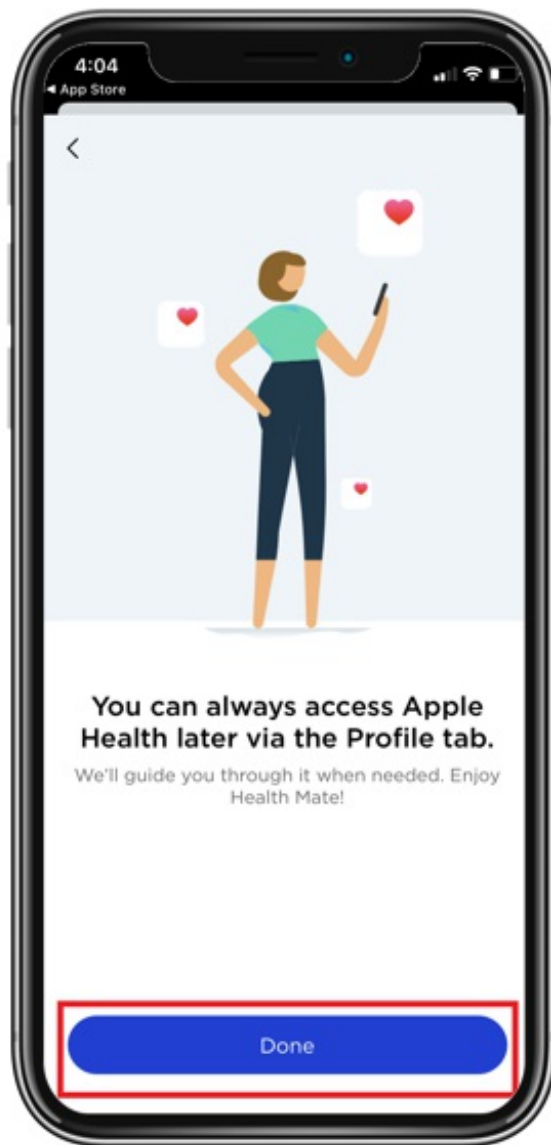 4:04
◀ App Store
You can always access Apple
Health later via the Profile tab.
We'll guide you through it when needed. Enjoy
Health Mate!
Done